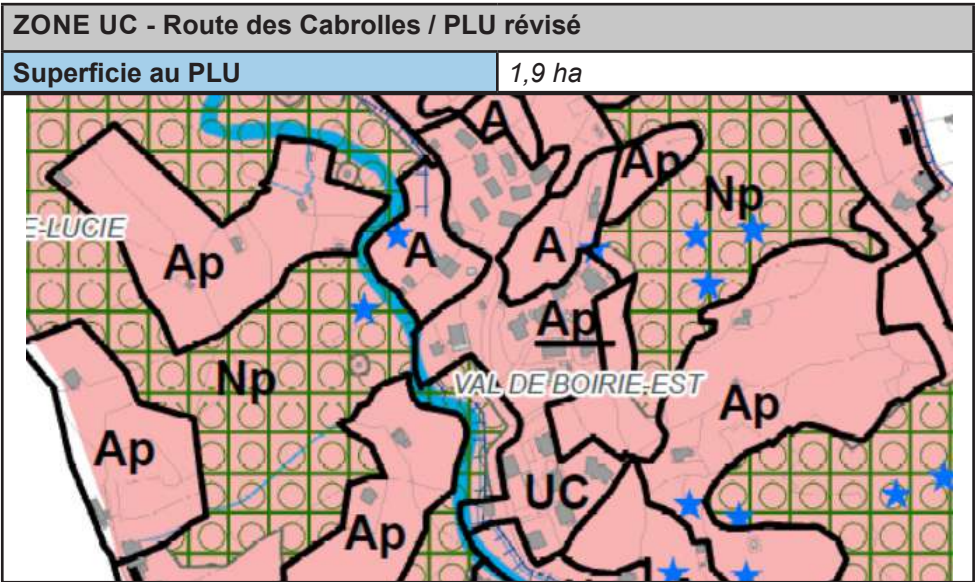 ZONE UC - Route des Cabrolles / PLU révisé
Superficie au PLU 1,9 ha
A
Ap
Np
E-LUCIE
A
A
Ap
Ap
Np
VAL DE BOIRIE-EST
Ap
Ap
UC
Ap